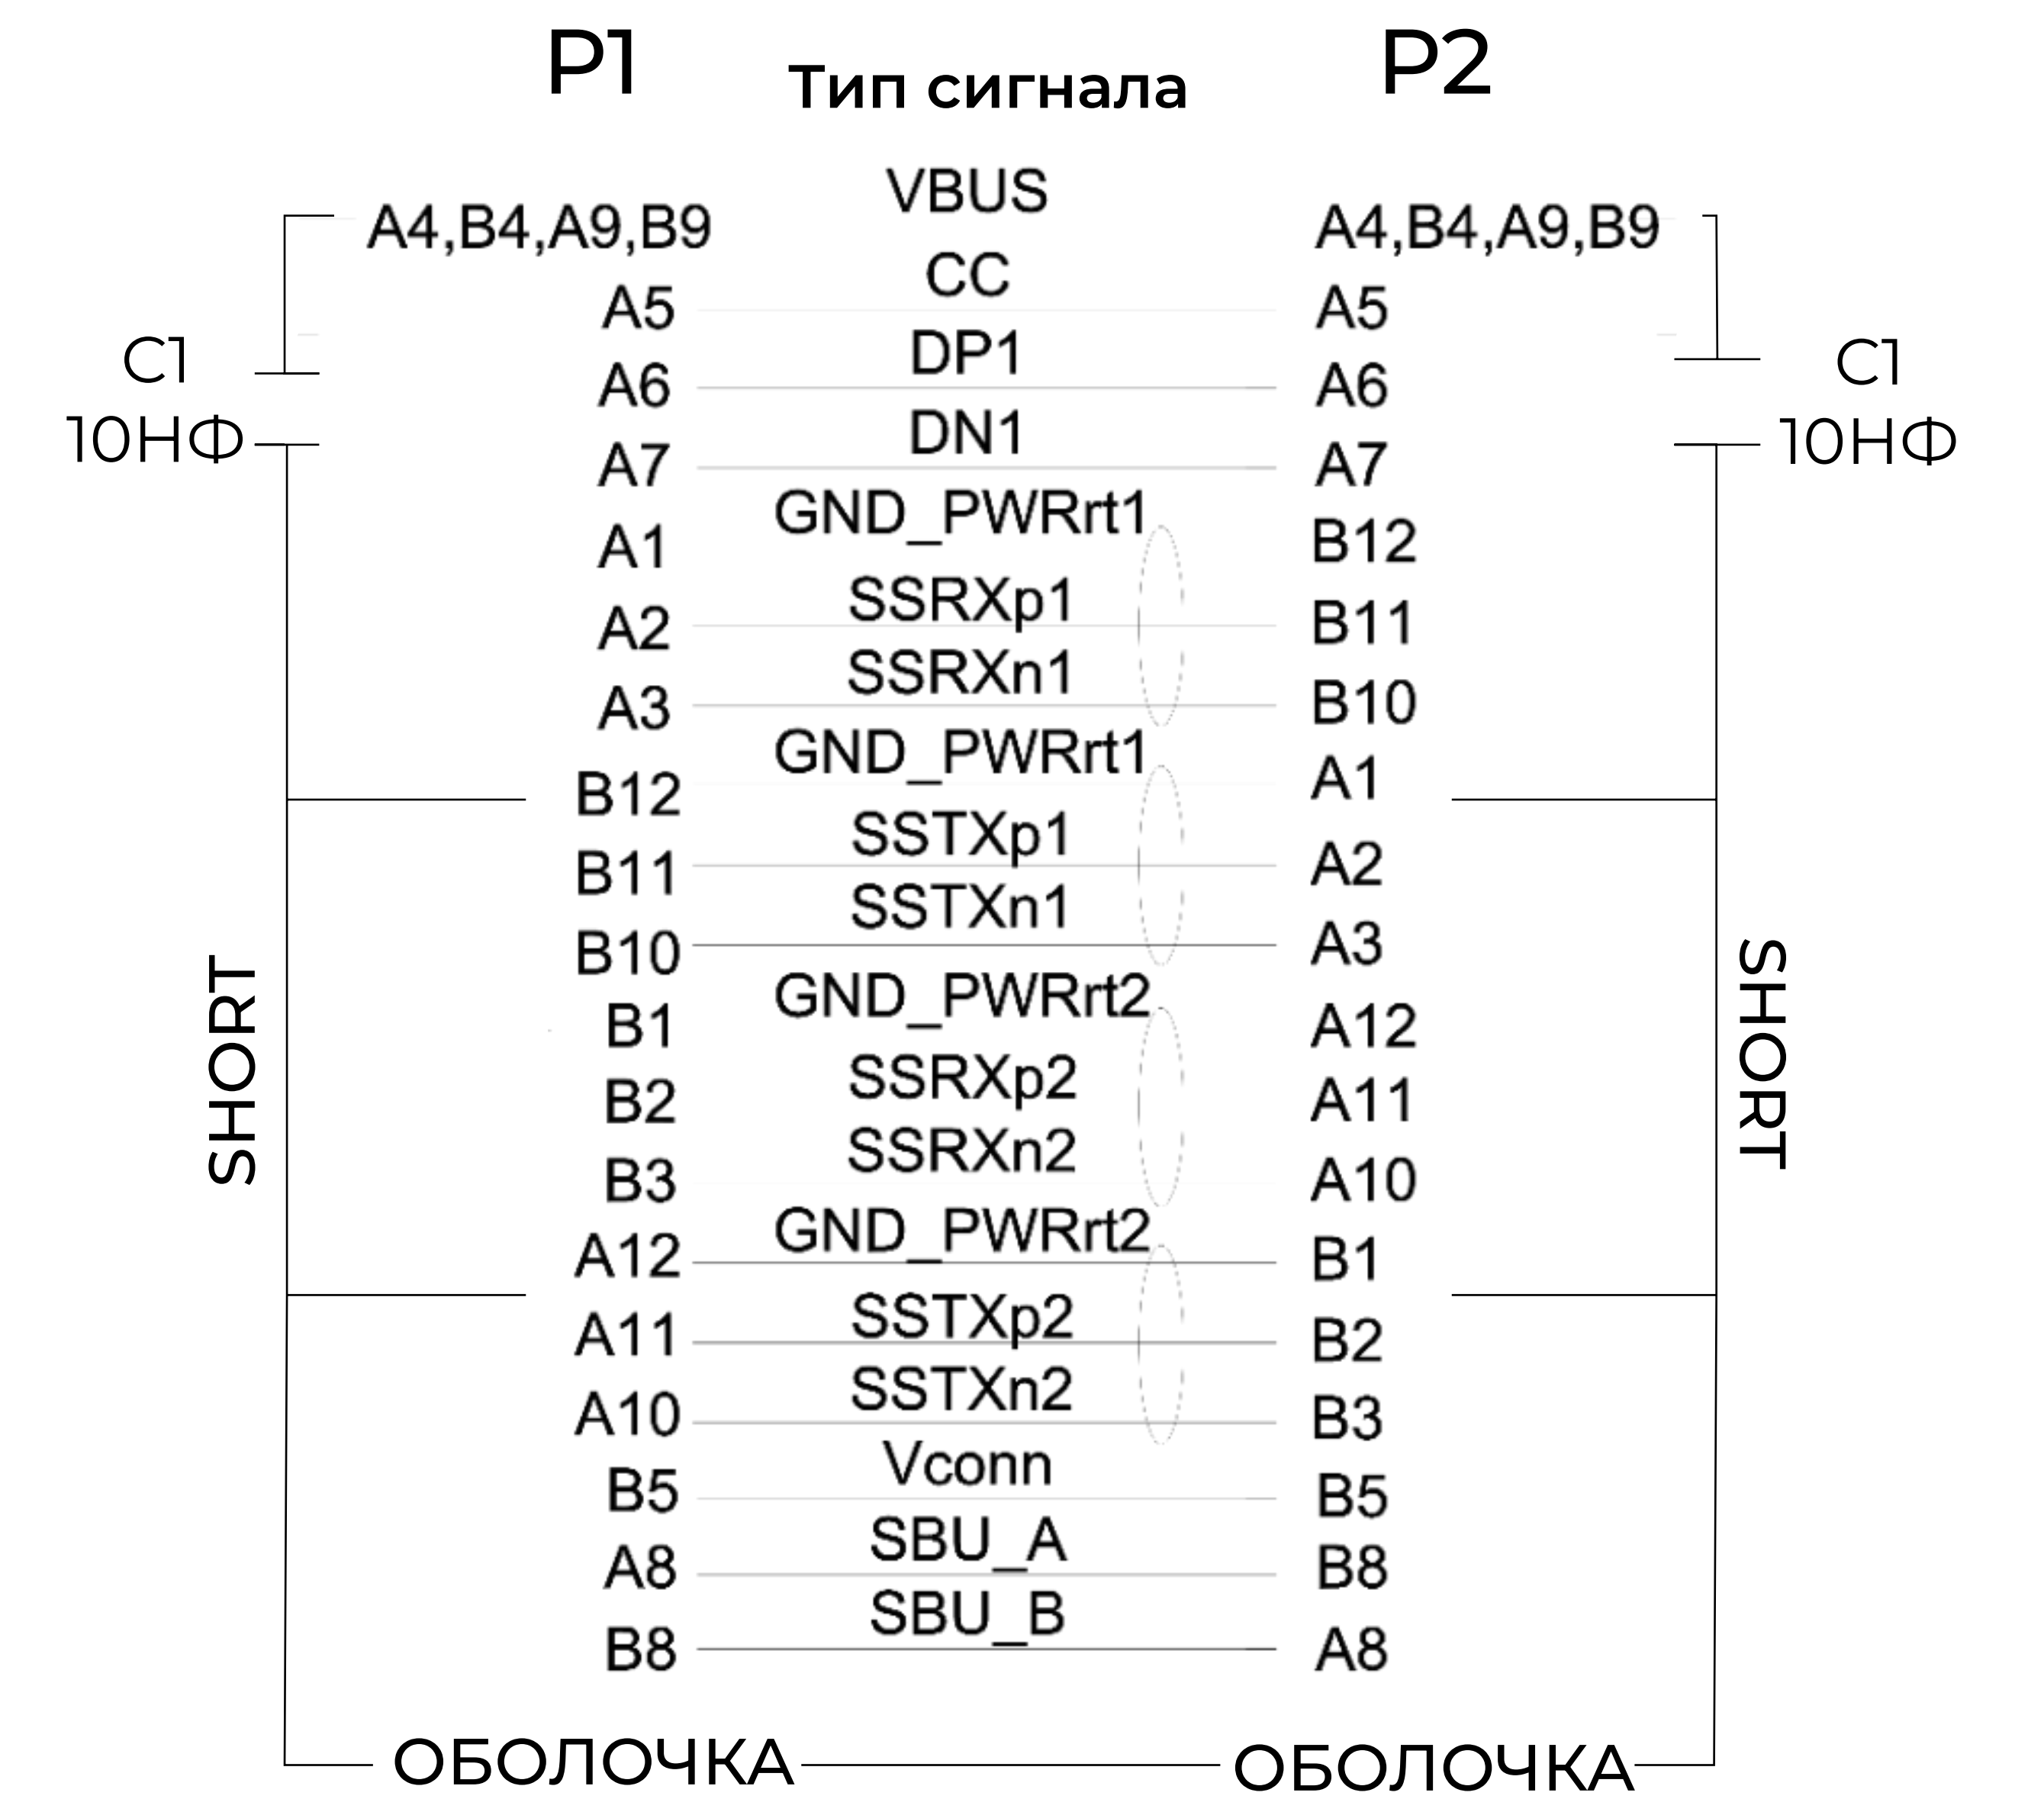 P1 Тип сигнала P2
VBUS
A4,B4,A9,B9 A4,B4,A9,B9
CC
A5 A5
DP1
C1 C1
A6 A6
DN1
10НФ 10НФ
A7 A7
GND_PWRrt1
A1 B12
SSRXp1
A2 B11
SSRXn1
A3 B10
GND_PWRrt1
B12 A1
SSTXp1
B11 A2
SSTXn1
B10 A3
GND_PWRrt2
B1 A12
SHORT SHORT
SSRXp2
B2 A11
SSRXn2
B3 A10
GND_PWRrt2
A12 B1
SSTXp2
A11 B2
SSTXn2
A10 B3
Vconn
B5 B5
SBU_A
A8 B8
SBU_B
B8 A8
ОБОЛОЧКА ОБОЛОЧКА